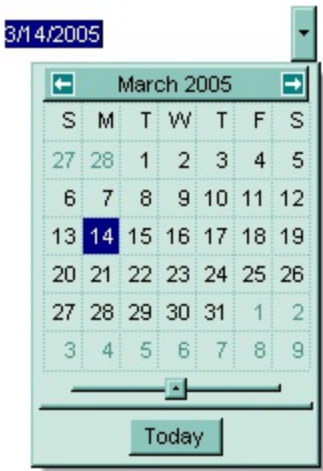 3/14/2005
March 2005
S M T W T F S
27 28 1 2 3 4 5
6 7 8 9 10 11 12
13 14 15 16 17 18 19
20 21 22 23 24 25 26
27 28 29 30 31 1 2
3 4 5 6 7 8 9
Today